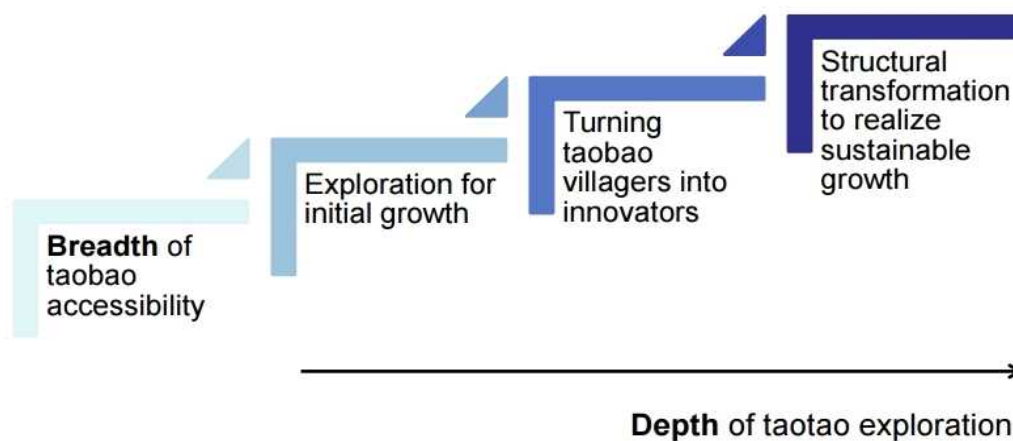 Breadth of
taobao
accessibility
Exploration for
initial growth
Turning
taobao
villagers into
innovators
Structural
transformation
to realize
sustainable
growth
Depth of taotao exploration